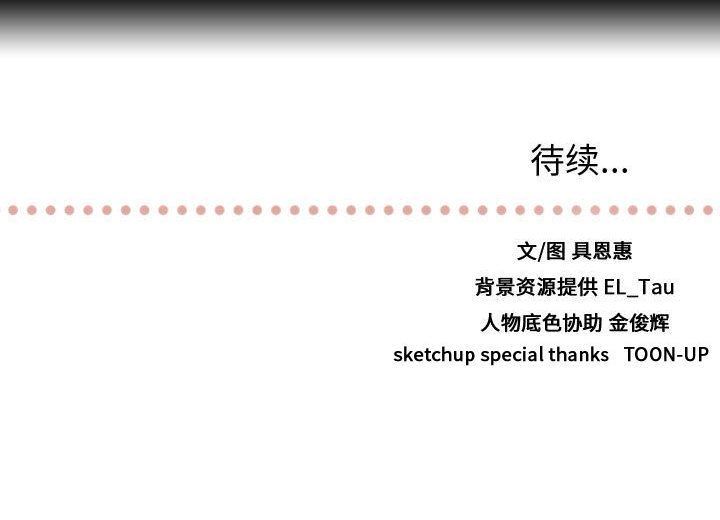 待续...
文/图 具恩惠
背景资源提供 EL_Tau
人物底色协助 金俊辉
sketchup special thanks TOON-UP